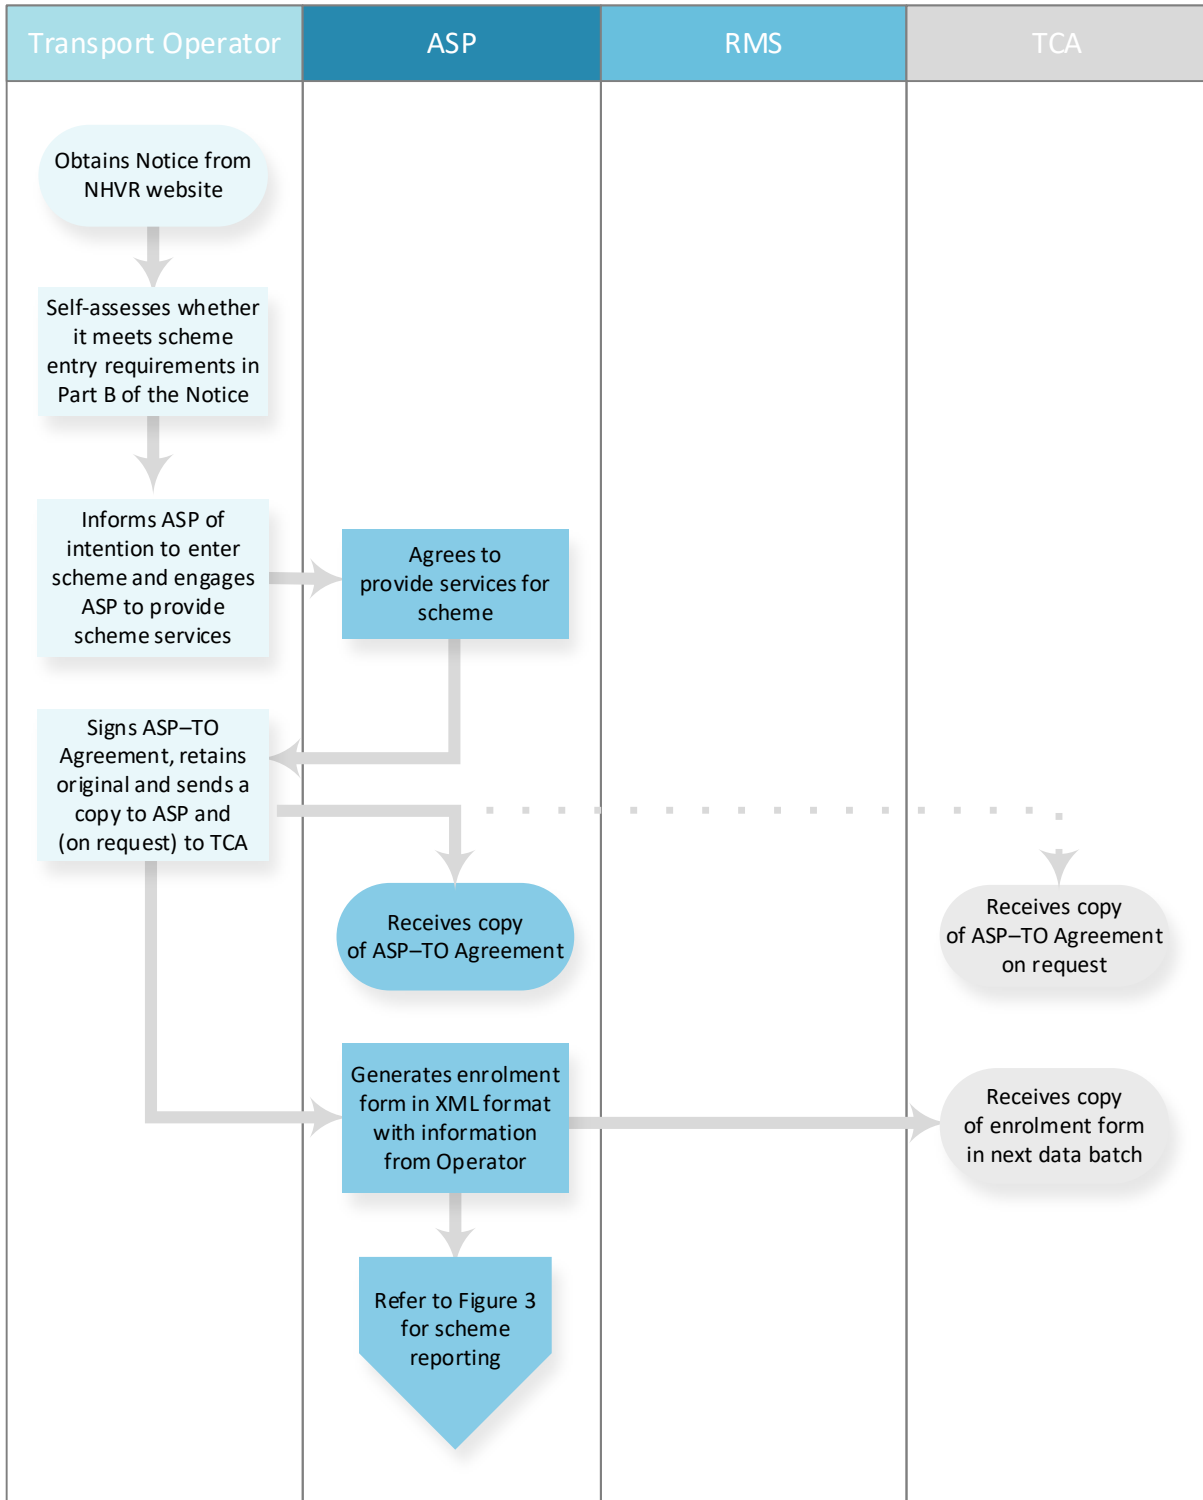 Transport Operator
ASP
RMS
TCA
Obtains Notice from
NHVR website
Self-assesses whether
it meets scheme
entry requirements in
Part B of the Notice
Informs ASP of
intention to enter
scheme and engages
ASP to provide
scheme services
Agrees to
provide services for
scheme
Signs ASP–TO
Agreement, retains
original and sends a
copy to ASP and
(on request) to TCA
Receives copy
of ASP–TO Agreement
Receives copy
of ASP–TO Agreement
on request
Generates enrolment
form in XML format
with information
from Operator
Receives copy
of enrolment form
in next data batch
Refer to Figure 3
for scheme
reporting